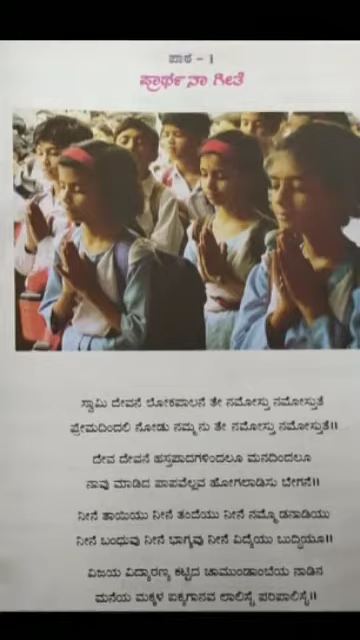 ಪಾಠ – 1
ಪ್ರಾರ್ಥನಾ ಗೀತೆ
ಸ್ವಾಮಿ ದೇವನೆ ಲೋಕಪಾಲನೆ ತೇ ನಮೋಸ್ತು ನಮೋಸ್ತುತೆ
ಪ್ರೇಮದಿಂದಲಿ ನೋಡು ನಮ್ಮನು ತೇ ನಮೋಸ್ತು ನಮೋಸ್ತುತೆ॥
ದೇವ ದೇವನೆ ಹಸ್ತಪಾದಗಳಿಂದಲೂ ಮನದಿಂದಲೂ
ನಾವು ಮಾಡಿದ ಪಾಪವೆಲ್ಲವ ಹೋಗಲಾಡಿಸು ಬೇಗನೆ॥
ನೀನೆ ತಾಯಿಯು ನೀನೆ ತಂದೆಯು ನೀನೆ ನಮ್ಮೊಡನಾಡಿಯು
ನೀನೆ ಬಂಧುವು ನೀನೆ ಭಾಗ್ಯವು ನೀನೆ ವಿದ್ಯೆಯು ಬುದ್ಧಿಯೂ॥
ವಿಜಯ ವಿದ್ಯಾರಣ್ಯ ಕಟ್ಟಿದ ಚಾಮುಂಡಾಂಬೆಯ ನಾಡಿನ
ಮನೆಯ ಮಕ್ಕಳ ಐಕ್ಯಗಾನವ ಲಾಲಿಸೈ ಪರಿಪಾಲಿಸೈ॥